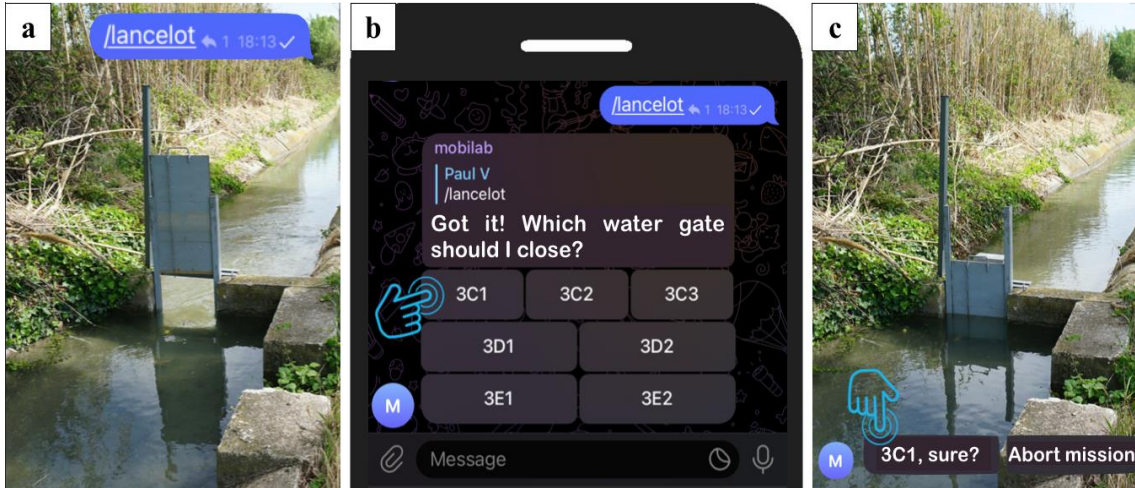 a
/lancelot 1 18:13
b
/lancelot 1 18:13
mobilab
Paul V
/lancelot
Got it! Which water gate
should I close?
3C1 3C2 3C3
3D1 3D2
3E1 3E2
M
Message
c
M 3C1, sure? Abort mission